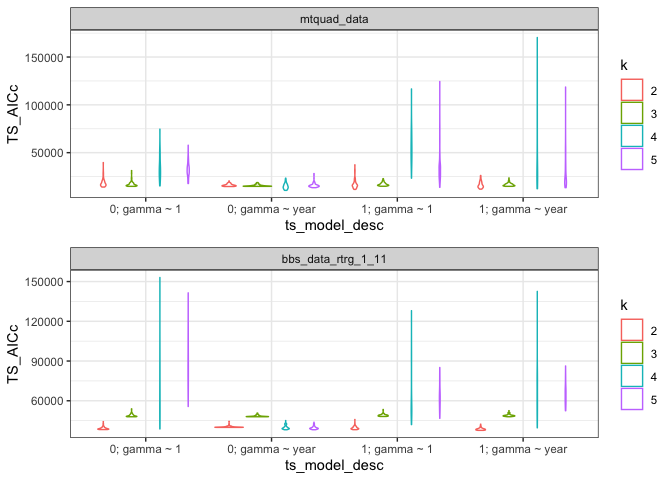 mtquad_data
TS_AICc
150000
100000
50000
0; gamma ~ 1
0; gamma ~ year
1; gamma ~ 1
1; gamma ~ year
ts_model_desc
k
2
3
4
5
bbs_data_rtrg_1_11
TS_AICc
150000
120000
90000
60000
0; gamma ~ 1
0; gamma ~ year
1; gamma ~ 1
1; gamma ~ year
ts_model_desc
k
2
3
4
5